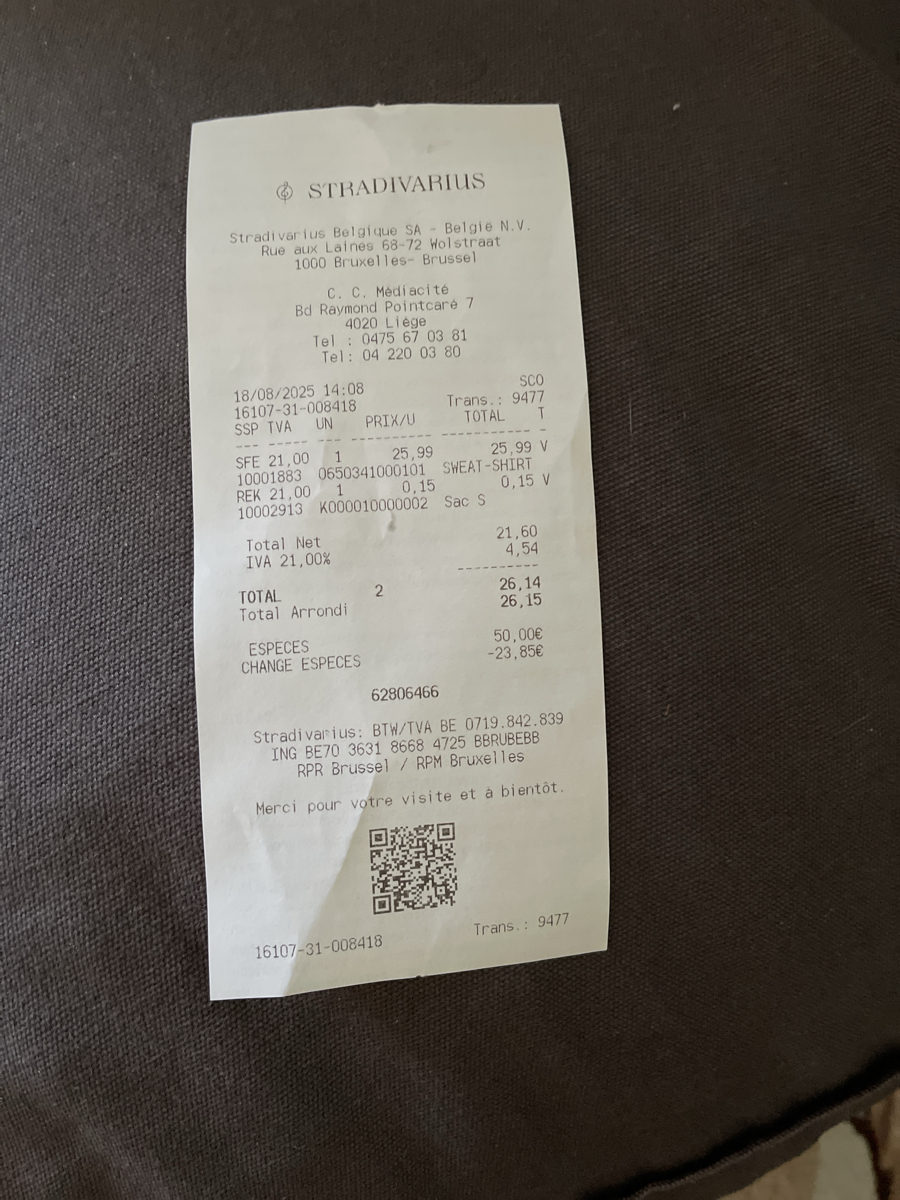 STRADIVARIUS
Stradivarius Belgique SA - België N.V.
Rue aux Laines 68-72 Wolstraat
1000 Bruxelles- Brussel
C. C. Médiacité
Bd Raymond Pointcaré 7
4020 Liège
Tel : 0475 67 03 81
Tel: 04 220 03 80
18/08/2025 14:08 SCO
16107-31-008418 Trans.: 9477
SSP TVA UN PRIX/U TOTAL T
--- ----- --- ---------- ---------- -
SFE 21,00 1 25,99 25,99 V
10001883 0650341000101 SWEAT-SHIRT
REK 21,00 1 0,15 0,15 V
10002913 K000010000002 Sac S
Total Net 21,60
IVA 21,00% 4,54
----------
TOTAL 2 26,14
Total Arrondi 26,15
ESPECES 50,00€
CHANGE ESPECES -23,85€
62806466
Stradivarius: BTW/TVA BE 0719.842.839
ING BE70 3631 8668 4725 BBRUBEBB
RPR Brussel / RPM Bruxelles
Merci pour votre visite et à bientôt.
16107-31-008418 Trans.: 9477